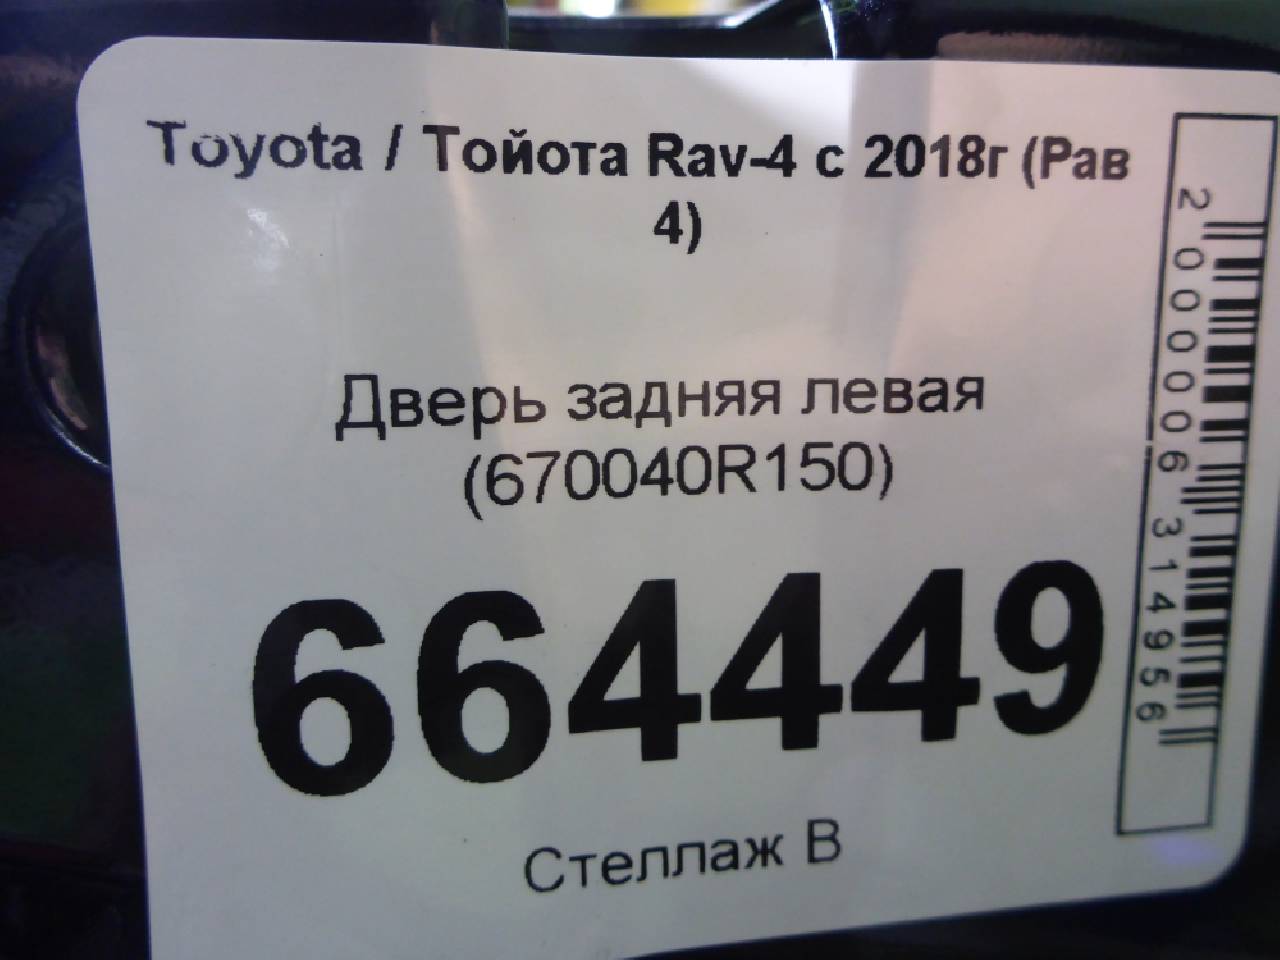 Toyota / Тойота Rav-4 с 2018г (Рав
4)
Дверь задняя левая
(670040R150)
664449
Стеллаж В
2000006314956